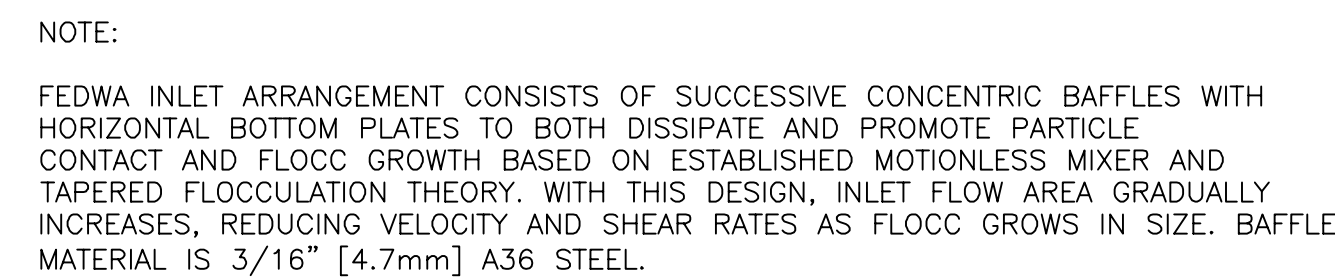 NOTE:
FEDWA INLET ARRANGEMENT CONSISTS OF SUCCESSIVE CONCENTRIC BAFFLES WITH
HORIZONTAL BOTTOM PLATES TO BOTH DISSIPATE AND PROMOTE PARTICLE
CONTACT AND FLOCC GROWTH BASED ON ESTABLISHED MOTIONLESS MIXER AND
TAPERED FLOCCULATION THEORY. WITH THIS DESIGN, INLET FLOW AREA GRADUALLY
INCREASES, REDUCING VELOCITY AND SHEAR RATES AS FLOCC GROWS IN SIZE. BAFFLE
MATERIAL IS 3/16” [4.7mm] A36 STEEL.